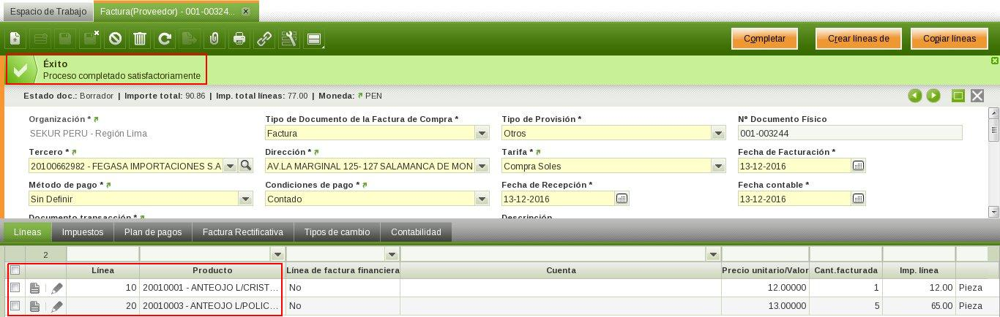 Espacio de Trabajo Factura(Proveedor) - 001-00324...
Completar Crear líneas de Copiar líneas
Éxito
Proceso completado satisfactoriamente
Estado doc.: Borrador | Importe total: 90.86 | Imp. total líneas: 77.00 | Moneda: PEN
Organización * Tipo de Documento de la Factura de Compra * Tipo de Provisión * Nº Documento Físico
SEKUR PERU - Región Lima Factura Otros 001-003244
Tercero * Dirección * Tarifa * Fecha de Facturación *
20100662982 - FEGASA IMPORTACIONES S.A AV.LA MARGINAL 125- 127 SALAMANCA DE MON Compra Soles 13-12-2016
Método de pago * Condiciones de pago * Fecha de Recepción * Fecha contable *
Sin Definir Contado 13-12-2016 13-12-2016
Documento transacción * Descripción
Líneas Impuestos Plan de pagos Factura Rectificativa Tipos de cambio Contabilidad
2
Línea Producto Línea de factura financiera Cuenta Precio unitario/Valor Cant.facturada Imp. línea
10 20010001 - ANTEOJO L/CRIST... No 12.00000 1 12.00 Pieza
20 20010003 - ANTEOJO L/POLIC... No 13.00000 5 65.00 Pieza